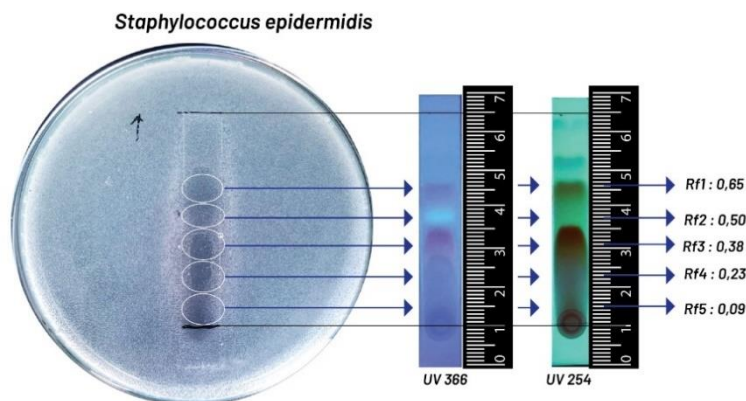 Staphylococcus epidermidis
7
6
5
4
3
2
1
0
7
6
5
4
3
2
1
0
Rf1 : 0,65
Rf2 : 0,50
Rf3 : 0,38
Rf4 : 0,23
Rf5 : 0,09
UV 366
UV 254